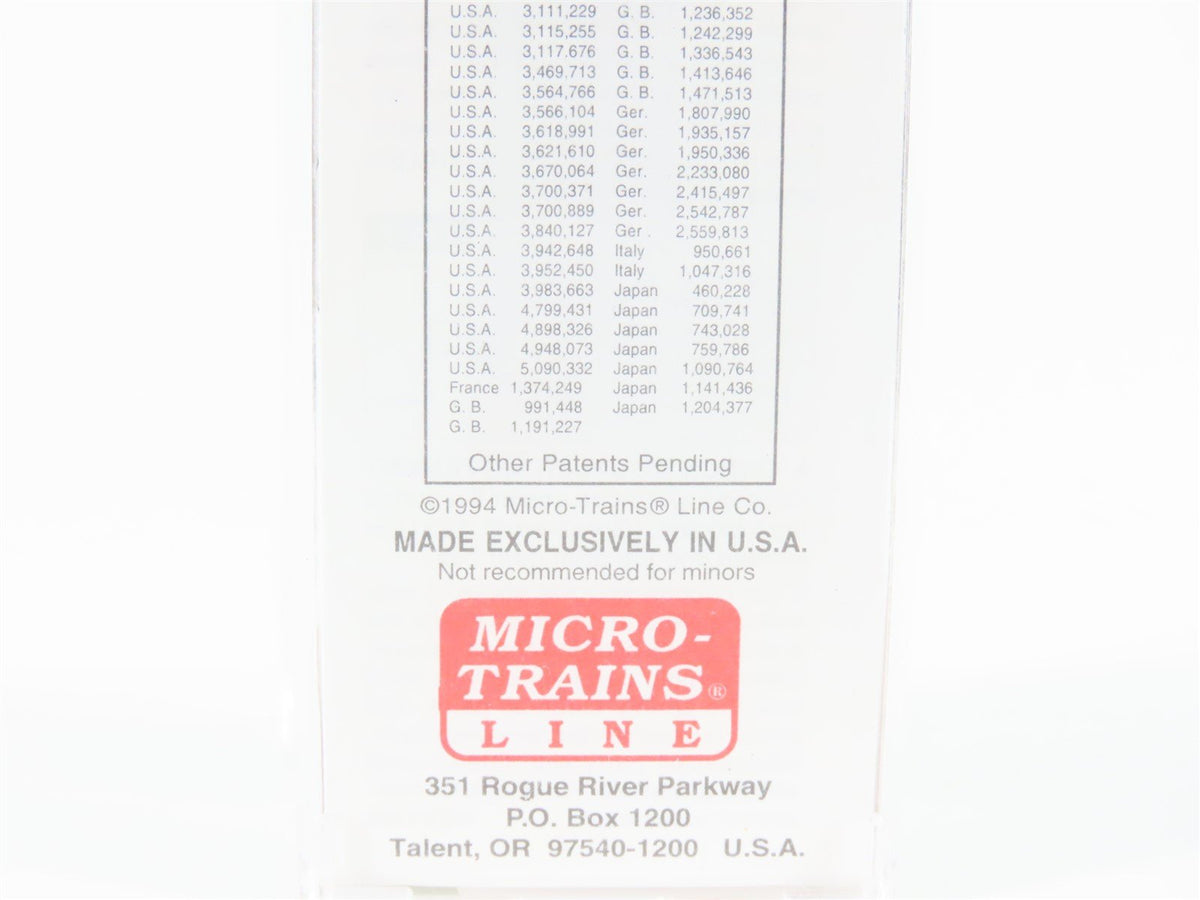 U.S.A. 3,111,229 G. B. 1,236,352
U.S.A. 3,115,255 G. B. 1,242,299
U.S.A. 3,117.676 G. B. 1,336,543
U.S.A. 3,469,713 G. B. 1,413,646
U.S.A. 3,564,766 G. B. 1,471,513
U.S.A. 3,566,104 Ger. 1,807,990
U.S.A. 3,618,991 Ger. 1,935,157
U.S.A. 3,621,610 Ger. 1,950,336
U.S.A. 3,670,064 Ger. 2,233,080
U.S.A. 3,700,371 Ger. 2,415,497
U.S.A. 3,700,889 Ger. 2,542,787
U.S.A. 3,840,127 Ger . 2,559,813
U.S.A. 3,942,648 Italy 950,661
U.S.A. 3,952,450 Italy 1,047,316
U.S.A. 3,983,663 Japan 460,228
U.S.A. 4,799,431 Japan 709,741
U.S.A. 4,898,326 Japan 743,028
U.S.A. 4,948,073 Japan 759,786
U.S.A. 5,090,332 Japan 1,090,764
France 1,374,249 Japan 1,141,436
G. B. 991,448 Japan 1,204,377
G. B. 1,191,227
Other Patents Pending
©1994 Micro-Trains® Line Co.
MADE EXCLUSIVELY IN U.S.A.
Not recommended for minors
MICRO-
TRAINS®
LINE
351 Rogue River Parkway
P.O. Box 1200
Talent, OR 97540-1200 U.S.A.